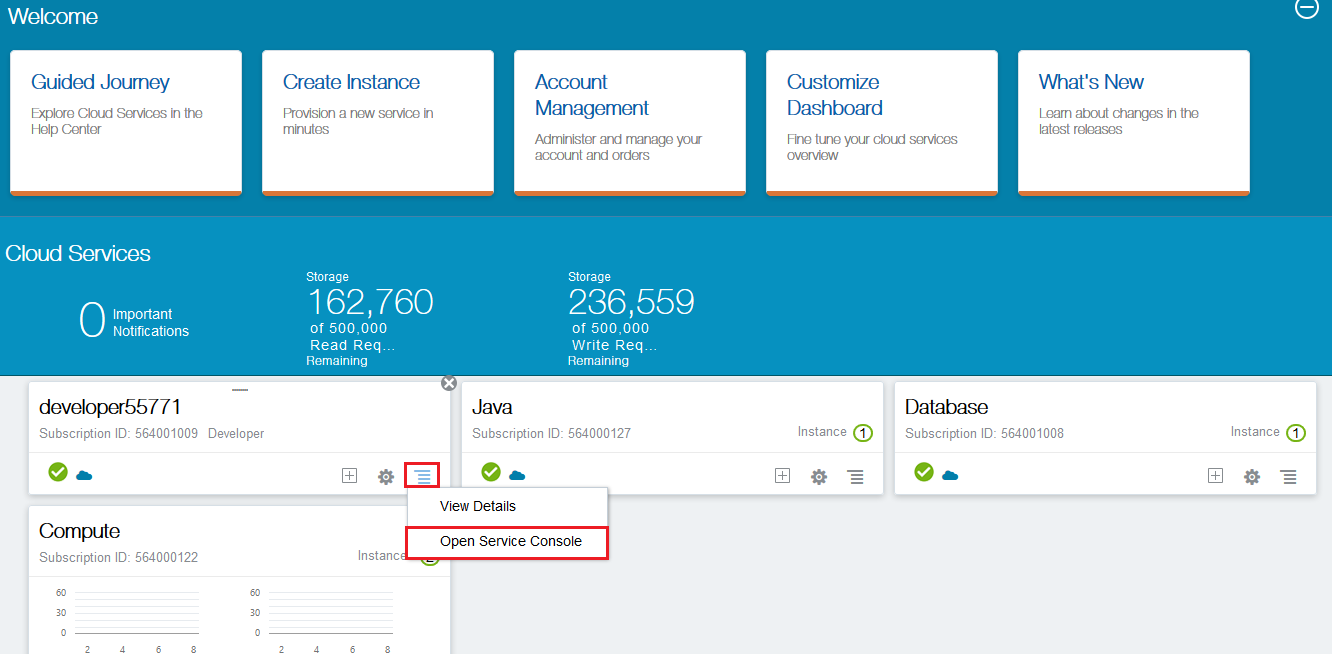 Welcome
Guided Journey
Explore Cloud Services in the
Help Center
Create Instance
Provision a new service in
minutes
Account
Management
Administer and manage your
account and orders
Customize
Dashboard
Fine tune your cloud services
overview
What's New
Learn about changes in the
latest releases
Cloud Services
0 Important
Notifications
Storage
162,760
of 500,000
Read Req...
Remaining
Storage
236,559
of 500,000
Write Req...
Remaining
developer55771
Subscription ID: 564001009 Developer
Java
Subscription ID: 564000127
Instance 1
Database
Subscription ID: 564001008
Instance 1
View Details
Open Service Console
Compute
Subscription ID: 564000122
Instance
60
30
0
2 4 6 8
60
30
0
2 4 6 8